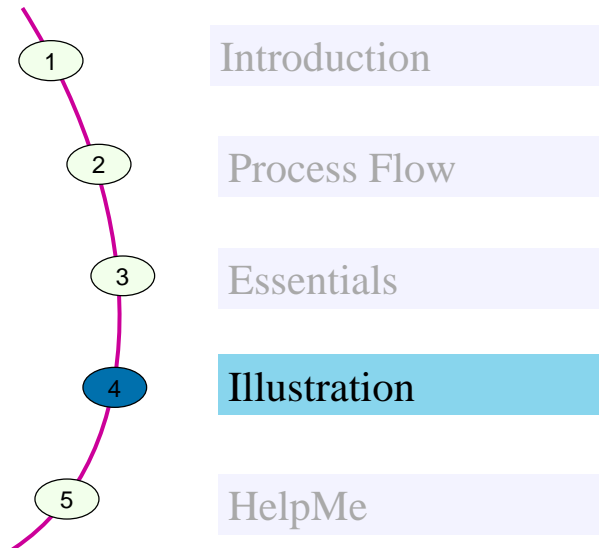 1 Introduction
2 Process Flow
3 Essentials
4 Illustration
5 HelpMe